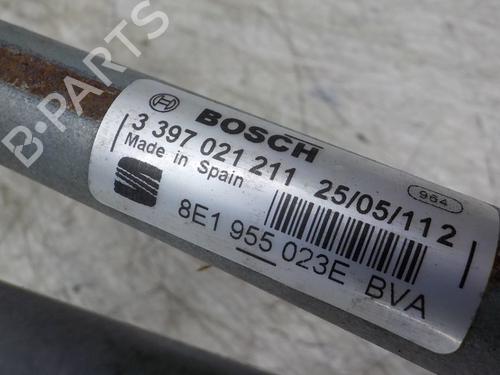 B-PARTS
BOSCH
3 397 021 211 25/05/112
964
Made in Spain
8E1 955 023E BVA